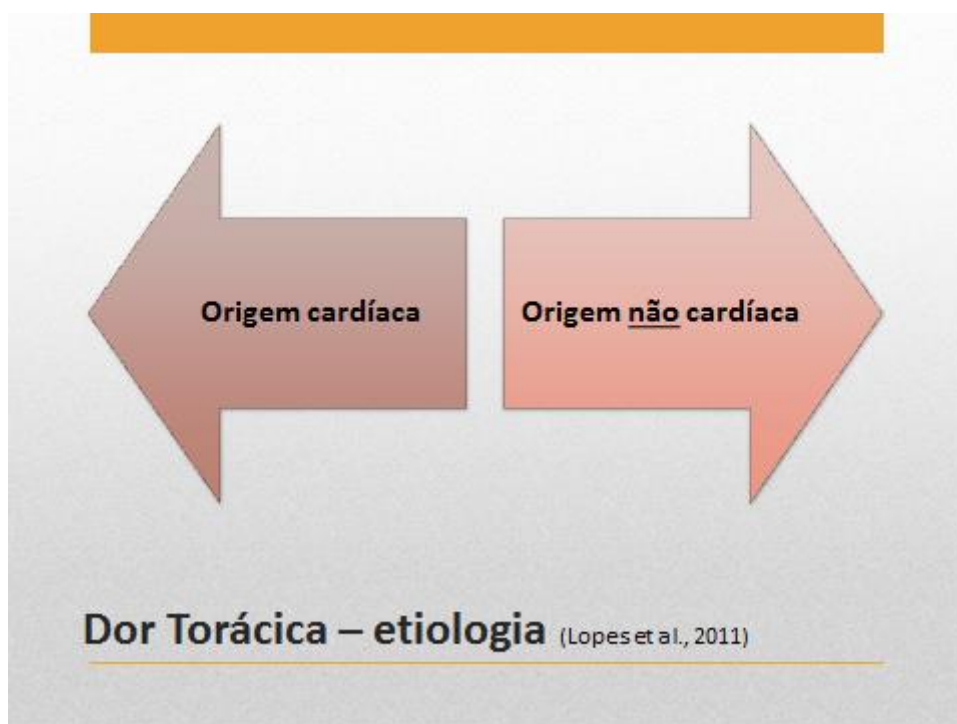 Origem cardíaca
Origem não cardíaca
Dor Torácica – etiologia (Lopes et al., 2011)